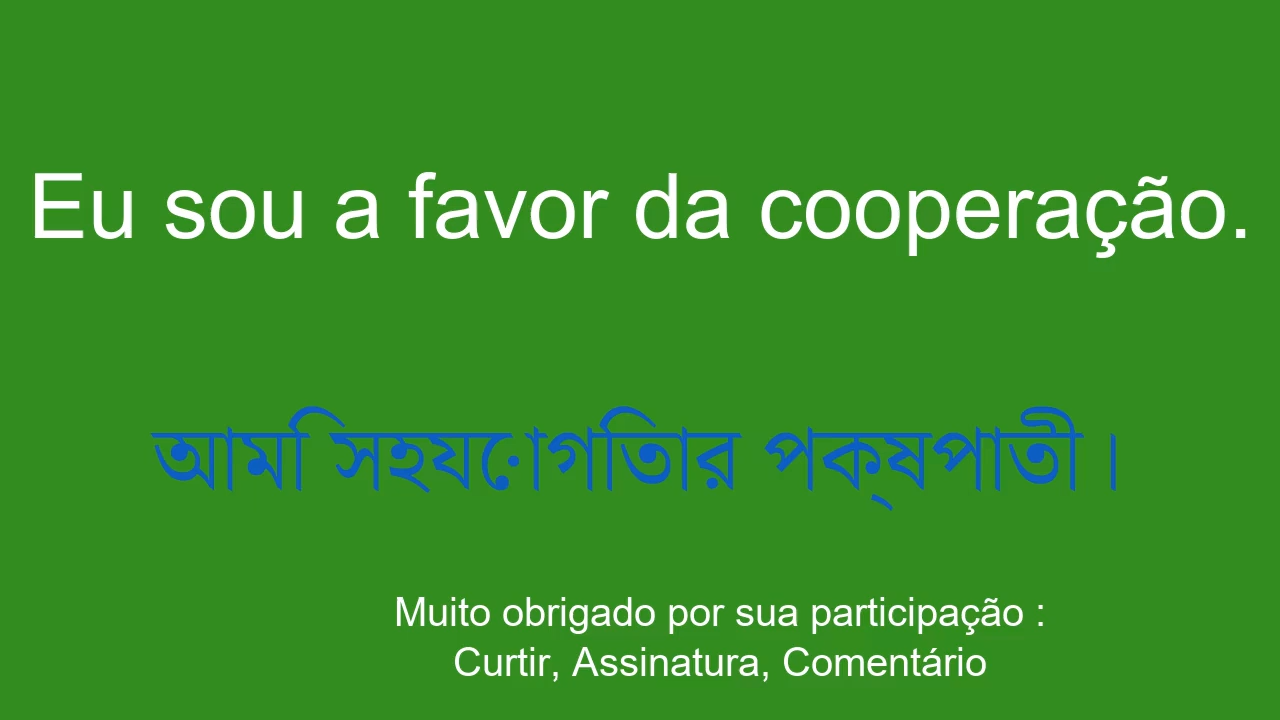 Eu sou a favor da cooperação.
আমি সহযোগিতার পক্ষপাতী।
Muito obrigado por sua participação :
Curtir, Assinatura, Comentário